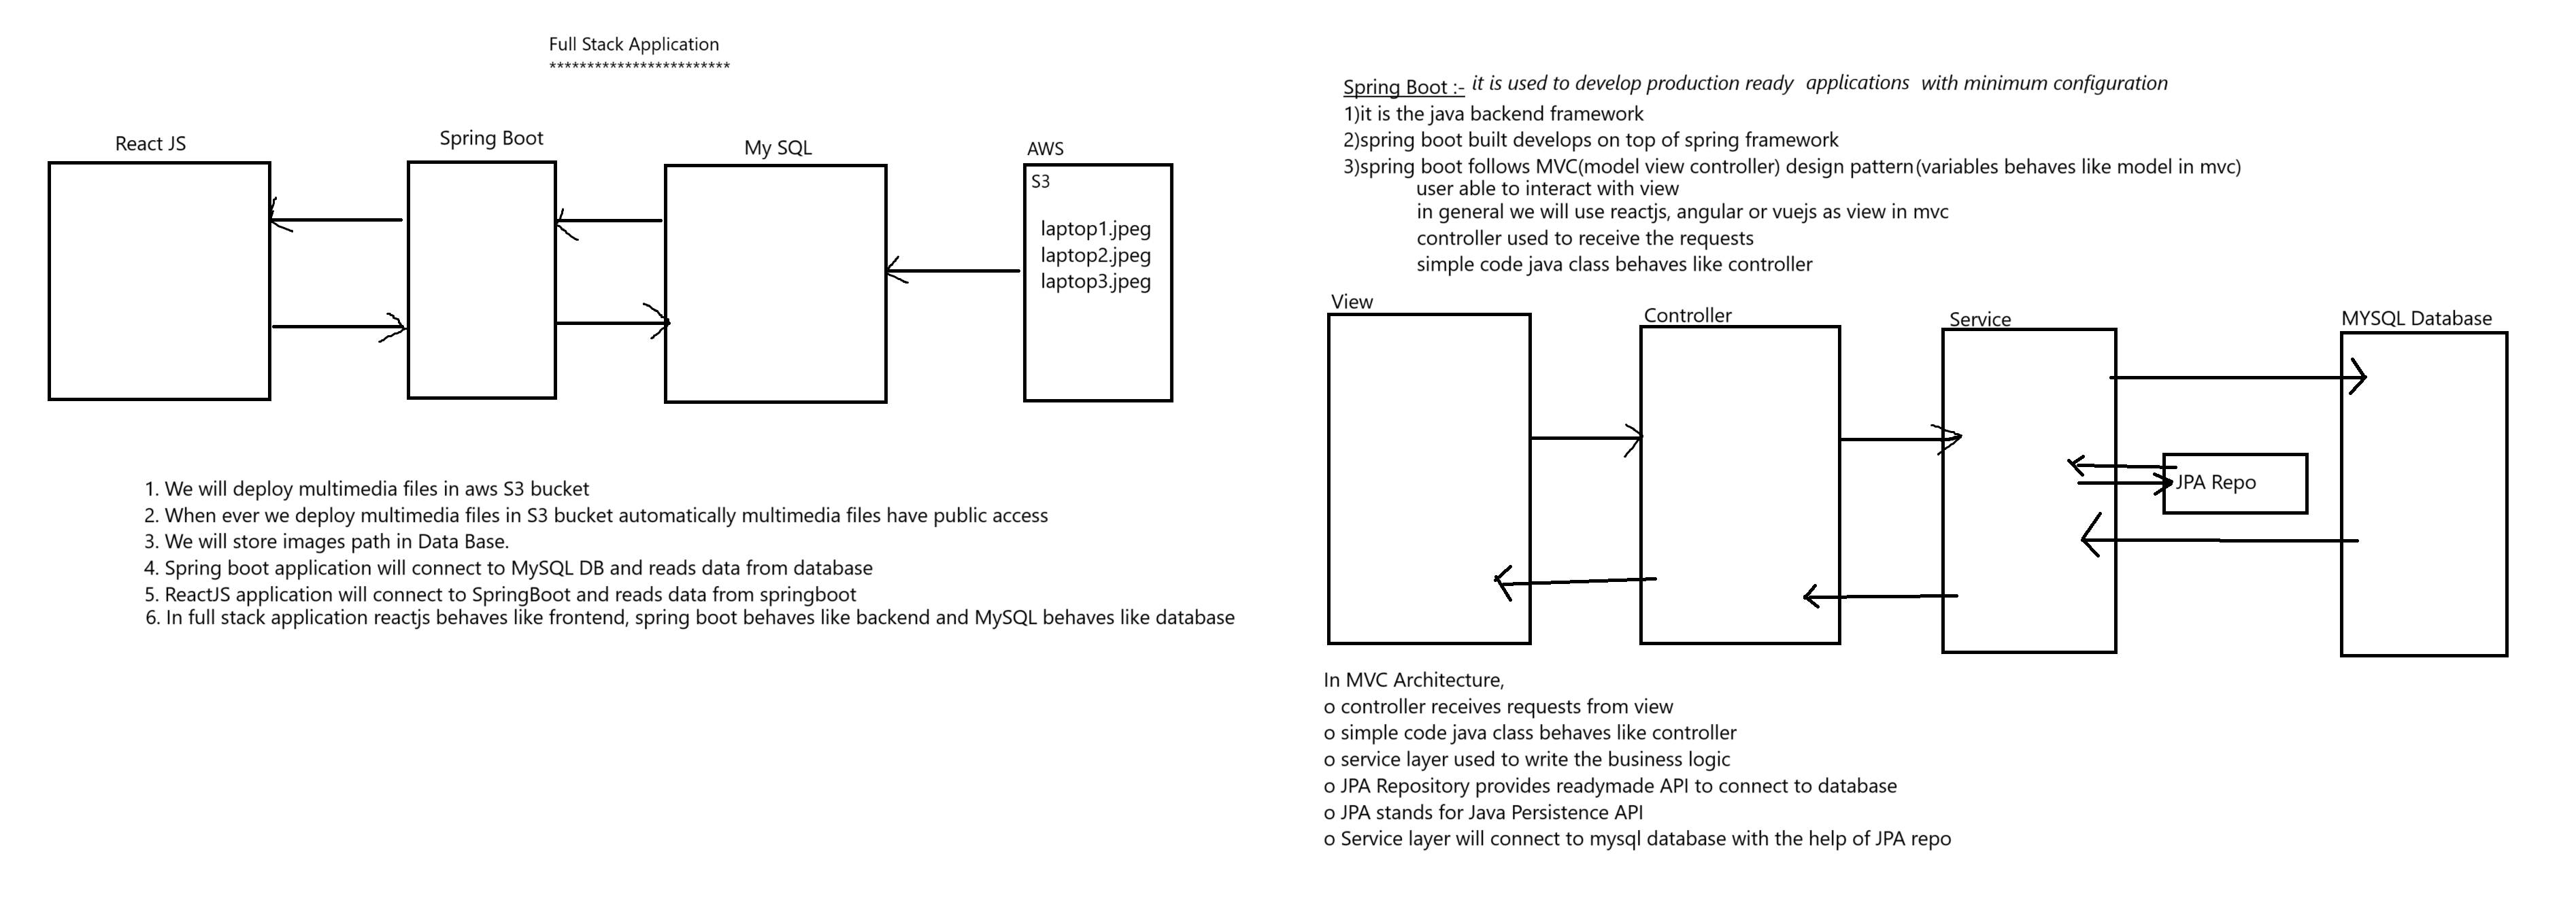 Full Stack Application
************************
React JS
Spring Boot
My SQL
AWS
S3
laptop1.jpeg
laptop2.jpeg
laptop3.jpeg
1. We will deploy multimedia files in aws S3 bucket
2. When ever we deploy multimedia files in S3 bucket automatically multimedia files have public access
3. We will store images path in Data Base.
4. Spring boot application will connect to MySQL DB and reads data from database
5. ReactJS application will connect to SpringBoot and reads data from springboot
6. In full stack application reactjs behaves like frontend, spring boot behaves like backend and MySQL behaves like database
Spring Boot :- it is used to develop production ready applications with minimum configuration
1)it is the java backend framework
2)spring boot built develops on top of spring framework
3)spring boot follows MVC(model view controller) design pattern(variables behaves like model in mvc)
user able to interact with view
in general we will use reactjs, angular or vuejs as view in mvc
controller used to receive the requests
simple code java class behaves like controller
View
Controller
Service
MYSQL Database
JPA Repo
In MVC Architecture,
o controller receives requests from view
o simple code java class behaves like controller
o service layer used to write the business logic
o JPA Repository provides readymade API to connect to database
o JPA stands for Java Persistence API
o Service layer will connect to mysql database with the help of JPA repo